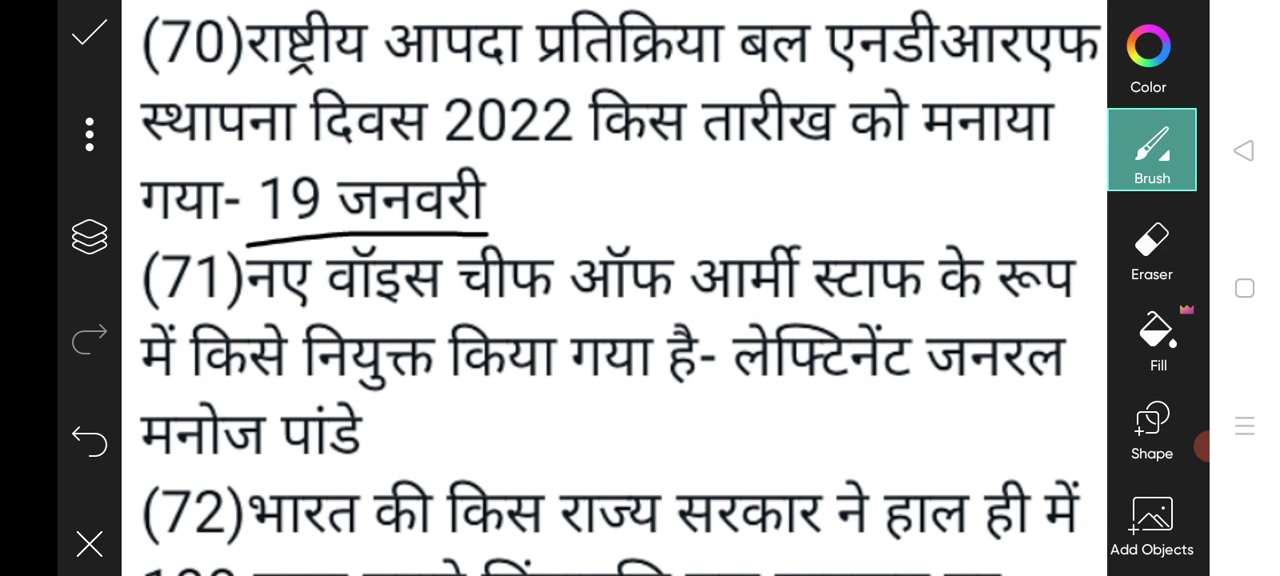 (70)राष्ट्रीय आपदा प्रतिक्रिया बल एनडीआरएफ
स्थापना दिवस 2022 किस तारीख को मनाया
गया- 19 जनवरी
(71)नए वॉइस चीफ ऑफ आर्मी स्टाफ के रूप
में किसे नियुक्त किया गया है- लेफ्टिनेंट जनरल
मनोज पांडे
(72)भारत की किस राज्य सरकार ने हाल ही में
Color
Brush
Eraser
Fill
Shape
Add Objects